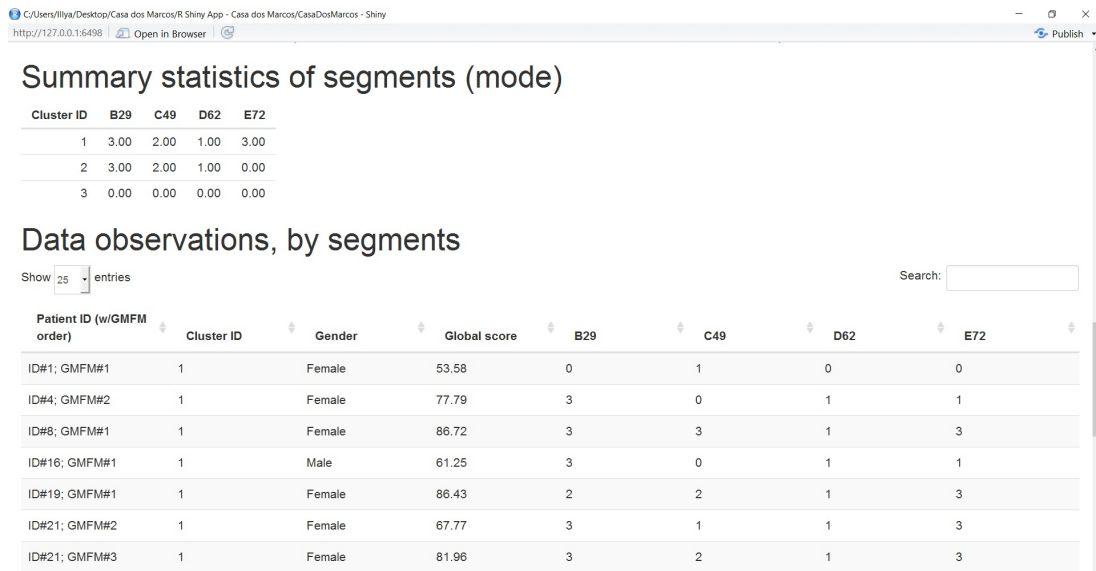 C:/Users/Illya/Desktop/Casa dos Marcos/R Shiny App - Casa dos Marcos/CasaDosMarcos - Shiny
http://127.0.0.1:6498 Open in Browser Publish
Summary statistics of segments (mode)
Cluster ID B29 C49 D62 E72
1 3.00 2.00 1.00 3.00
2 3.00 2.00 1.00 0.00
3 0.00 0.00 0.00 0.00
Data observations, by segments
Show 25 entries Search:
Patient ID (w/GMFM
order) Cluster ID Gender Global score B29 C49 D62 E72
ID#1; GMFM#1 1 Female 53.58 0 1 0 0
ID#4; GMFM#2 1 Female 77.79 3 0 1 1
ID#8; GMFM#1 1 Female 86.72 3 3 1 3
ID#16; GMFM#1 1 Male 61.25 3 0 1 1
ID#19; GMFM#1 1 Female 86.43 2 2 1 3
ID#21; GMFM#2 1 Female 67.77 3 1 1 3
ID#21; GMFM#3 1 Female 81.96 3 2 1 3